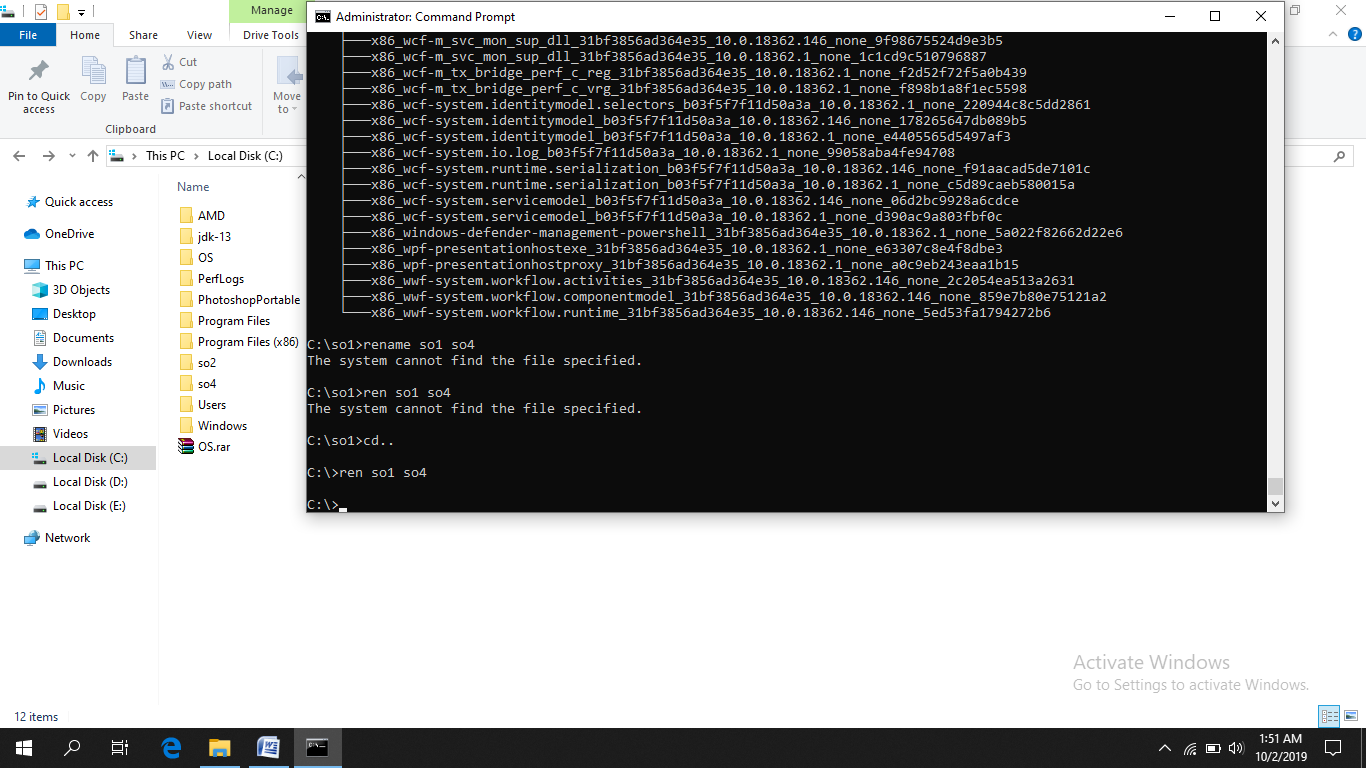 Manage
Administrator: Command Prompt
File
Home
Share
View
Drive Tools
Pin to Quick
access
Copy
Paste
Cut
Copy path
Paste shortcut
Move
to
Clipboard
This PC
Local Disk (C:)
Name
Quick access
OneDrive
This PC
3D Objects
Desktop
Documents
Downloads
Music
Pictures
Videos
Local Disk (C:)
Local Disk (D:)
Local Disk (E:)
Network
AMD
jdk-13
OS
PerfLogs
PhotoshopPortable
Program Files
Program Files (x86)
so2
so4
Users
Windows
OS.rar
x86_wcf-m_svc_mon_sup_dll_31bf3856ad364e35_10.0.18362.146_none_9f98675524d9e3b5
x86_wcf-m_svc_mon_sup_dll_31bf3856ad364e35_10.0.18362.1_none_1c1cd9c510796887
x86_wcf-m_tx_bridge_perf_c_reg_31bf3856ad364e35_10.0.18362.1_none_f2d52f72f5a0b439
x86_wcf-m_tx_bridge_perf_c_vrg_31bf3856ad364e35_10.0.18362.1_none_f898b1a8f1ec5598
x86_wcf-system.identitymodel.selectors_b03f5f7f11d50a3a_10.0.18362.1_none_220944c8c5dd2861
x86_wcf-system.identitymodel_b03f5f7f11d50a3a_10.0.18362.146_none_178265647db089b5
x86_wcf-system.identitymodel_b03f5f7f11d50a3a_10.0.18362.1_none_e4405565d5497af3
x86_wcf-system.io.log_b03f5f7f11d50a3a_10.0.18362.1_none_99058aba4fe94708
x86_wcf-system.runtime.serialization_b03f5f7f11d50a3a_10.0.18362.146_none_f91aacad5de7101c
x86_wcf-system.runtime.serialization_b03f5f7f11d50a3a_10.0.18362.1_none_c5d89caeb580015a
x86_wcf-system.servicemodel_b03f5f7f11d50a3a_10.0.18362.146_none_06d2bc9928a6cdce
x86_wcf-system.servicemodel_b03f5f7f11d50a3a_10.0.18362.1_none_d390ac9a803fbf0c
x86_windows-defender-management-powershell_31bf3856ad364e35_10.0.18362.1_none_5a022f82662d22e6
x86_wpf-presentationhostexe_31bf3856ad364e35_10.0.18362.1_none_e63307c8e4f8dbe3
x86_wpf-presentationhostproxy_31bf3856ad364e35_10.0.18362.1_none_a0c9eb243eaa1b15
x86_wwf-system.workflow.activities_31bf3856ad364e35_10.0.18362.146_none_2c2054ea513a2631
x86_wwf-system.workflow.componentmodel_31bf3856ad364e35_10.0.18362.146_none_859e7b80e75121a2
x86_wwf-system.workflow.runtime_31bf3856ad364e35_10.0.18362.146_none_5ed53fa1794272b6
C:\so1>rename so1 so4
The system cannot find the file specified.
C:\so1>ren so1 so4
The system cannot find the file specified.
C:\so1>cd..
C:\>ren so1 so4
C:\>
Activate Windows
Go to Settings to activate Windows.
12 items
1:51 AM
10/2/2019